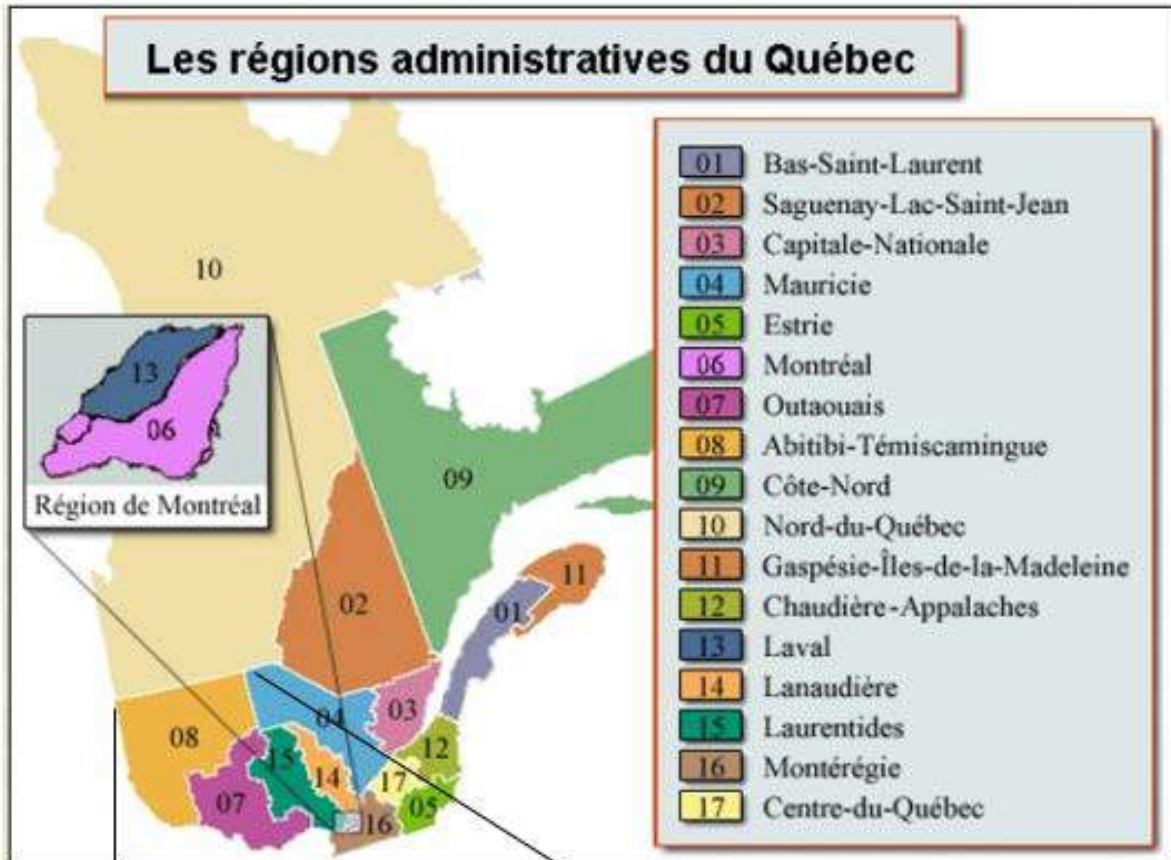 Les régions administratives du Québec
01 Bas-Saint-Laurent
02 Saguenay-Lac-Saint-Jean
03 Capitale-Nationale
04 Mauricie
05 Estrie
06 Montréal
07 Outaouais
08 Abitibi-Témiscamingue
09 Côte-Nord
10 Nord-du-Québec
11 Gaspésie-Îles-de-la-Madeleine
12 Chaudière-Appalaches
13 Laval
14 Lanaudière
15 Laurentides
16 Montérégie
17 Centre-du-Québec
10
13
06
Région de Montréal
09
11
01
02
04
03
08
12
15
14
17
07
16
05